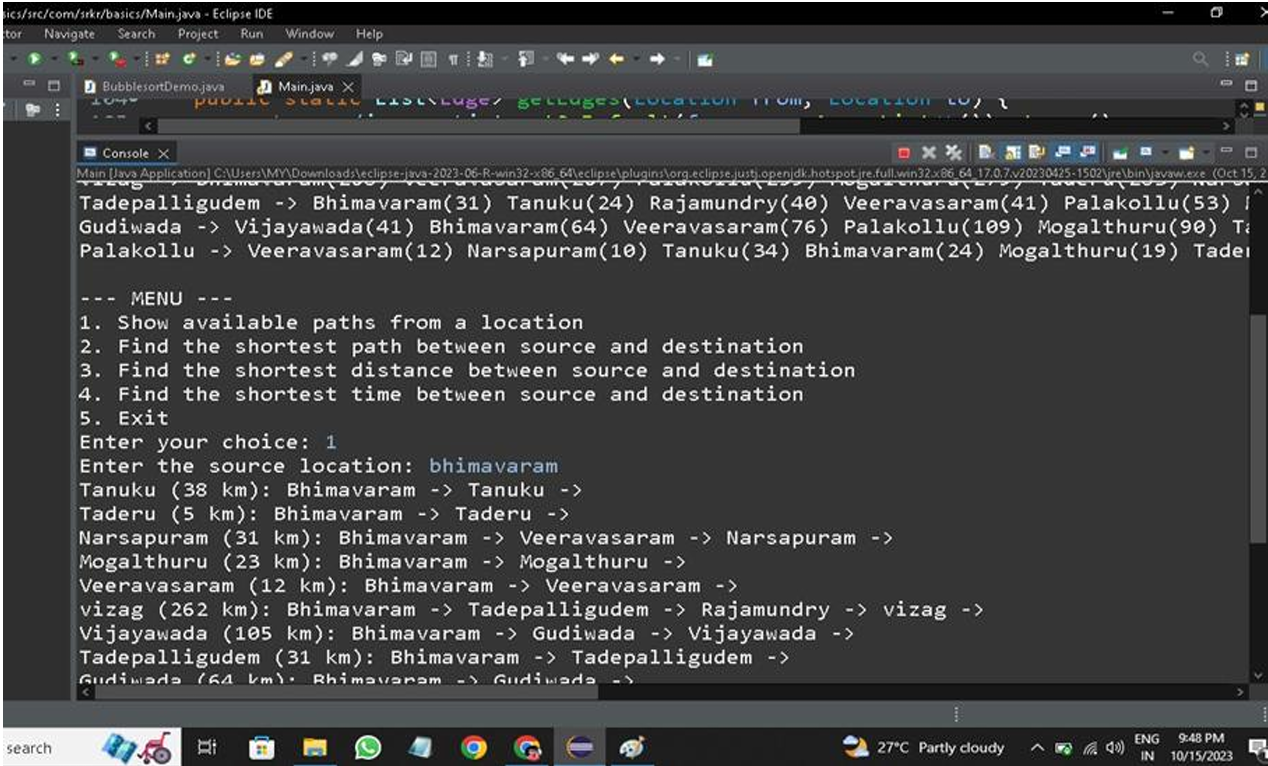 sics/src/com/srkr/basics/Main.java - Eclipse IDE
ctor Navigate Search Project Run Window Help
BubblesortDemo.java Main.java
public static List<Edge> getEdges(Location from, Location to) {
Console
Main [Java Application] C:\Users\MY\Downloads\eclipse-java-2023-06-R-win32-x86_64\eclipse\plugins\org.eclipse.justj.openjdk.hotspot.jre.full.win32.x86_64_17.0.7.v20230425-1502\jre\bin\javaw.exe (Oct 15, 2
Tadepalligudem -> Bhimavaram(31) Tanuku(24) Rajamundry(40) Veeravasaram(41) Palakollu(53)
Gudiwada -> Vijayawada(41) Bhimavaram(64) Veeravasaram(76) Palakollu(109) Mogalthuru(90) Ta
Palakollu -> Veeravasaram(12) Narsapuram(10) Tanuku(34) Bhimavaram(24) Mogalthuru(19) Tader
--- MENU ---
1. Show available paths from a location
2. Find the shortest path between source and destination
3. Find the shortest distance between source and destination
4. Find the shortest time between source and destination
5. Exit
Enter your choice: 1
Enter the source location: bhimavaram
Tanuku (38 km): Bhimavaram -> Tanuku ->
Taderu (5 km): Bhimavaram -> Taderu ->
Narsapuram (31 km): Bhimavaram -> Veeravasaram -> Narsapuram ->
Mogalthuru (23 km): Bhimavaram -> Mogalthuru ->
Veeravasaram (12 km): Bhimavaram -> Veeravasaram ->
vizag (262 km): Bhimavaram -> Tadepalligudem -> Rajamundry -> vizag ->
Vijayawada (105 km): Bhimavaram -> Gudiwada -> Vijayawada ->
Tadepalligudem (31 km): Bhimavaram -> Tadepalligudem ->
Gudiwada (64 km): Bhimavaram -> Gudiwada ->
search 27°C Partly cloudy ENG 9:48 PM
IN 10/15/2023